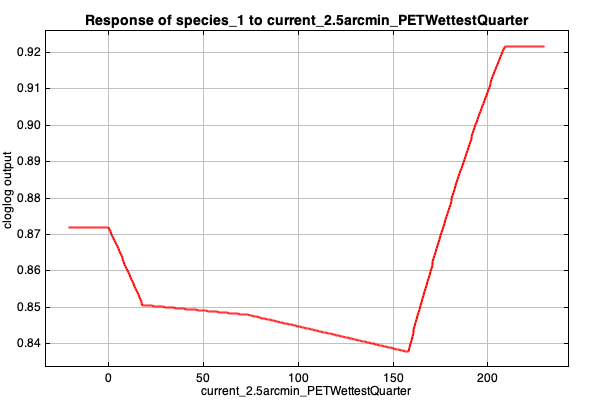 Response of species_1 to current_2.5arcmin_PETWettestQuarter
0.92
0.91
0.90
0.89
0.88
0.87
0.86
0.85
0.84
cloglog output
0 50 100 150 200
current_2.5arcmin_PETWettestQuarter